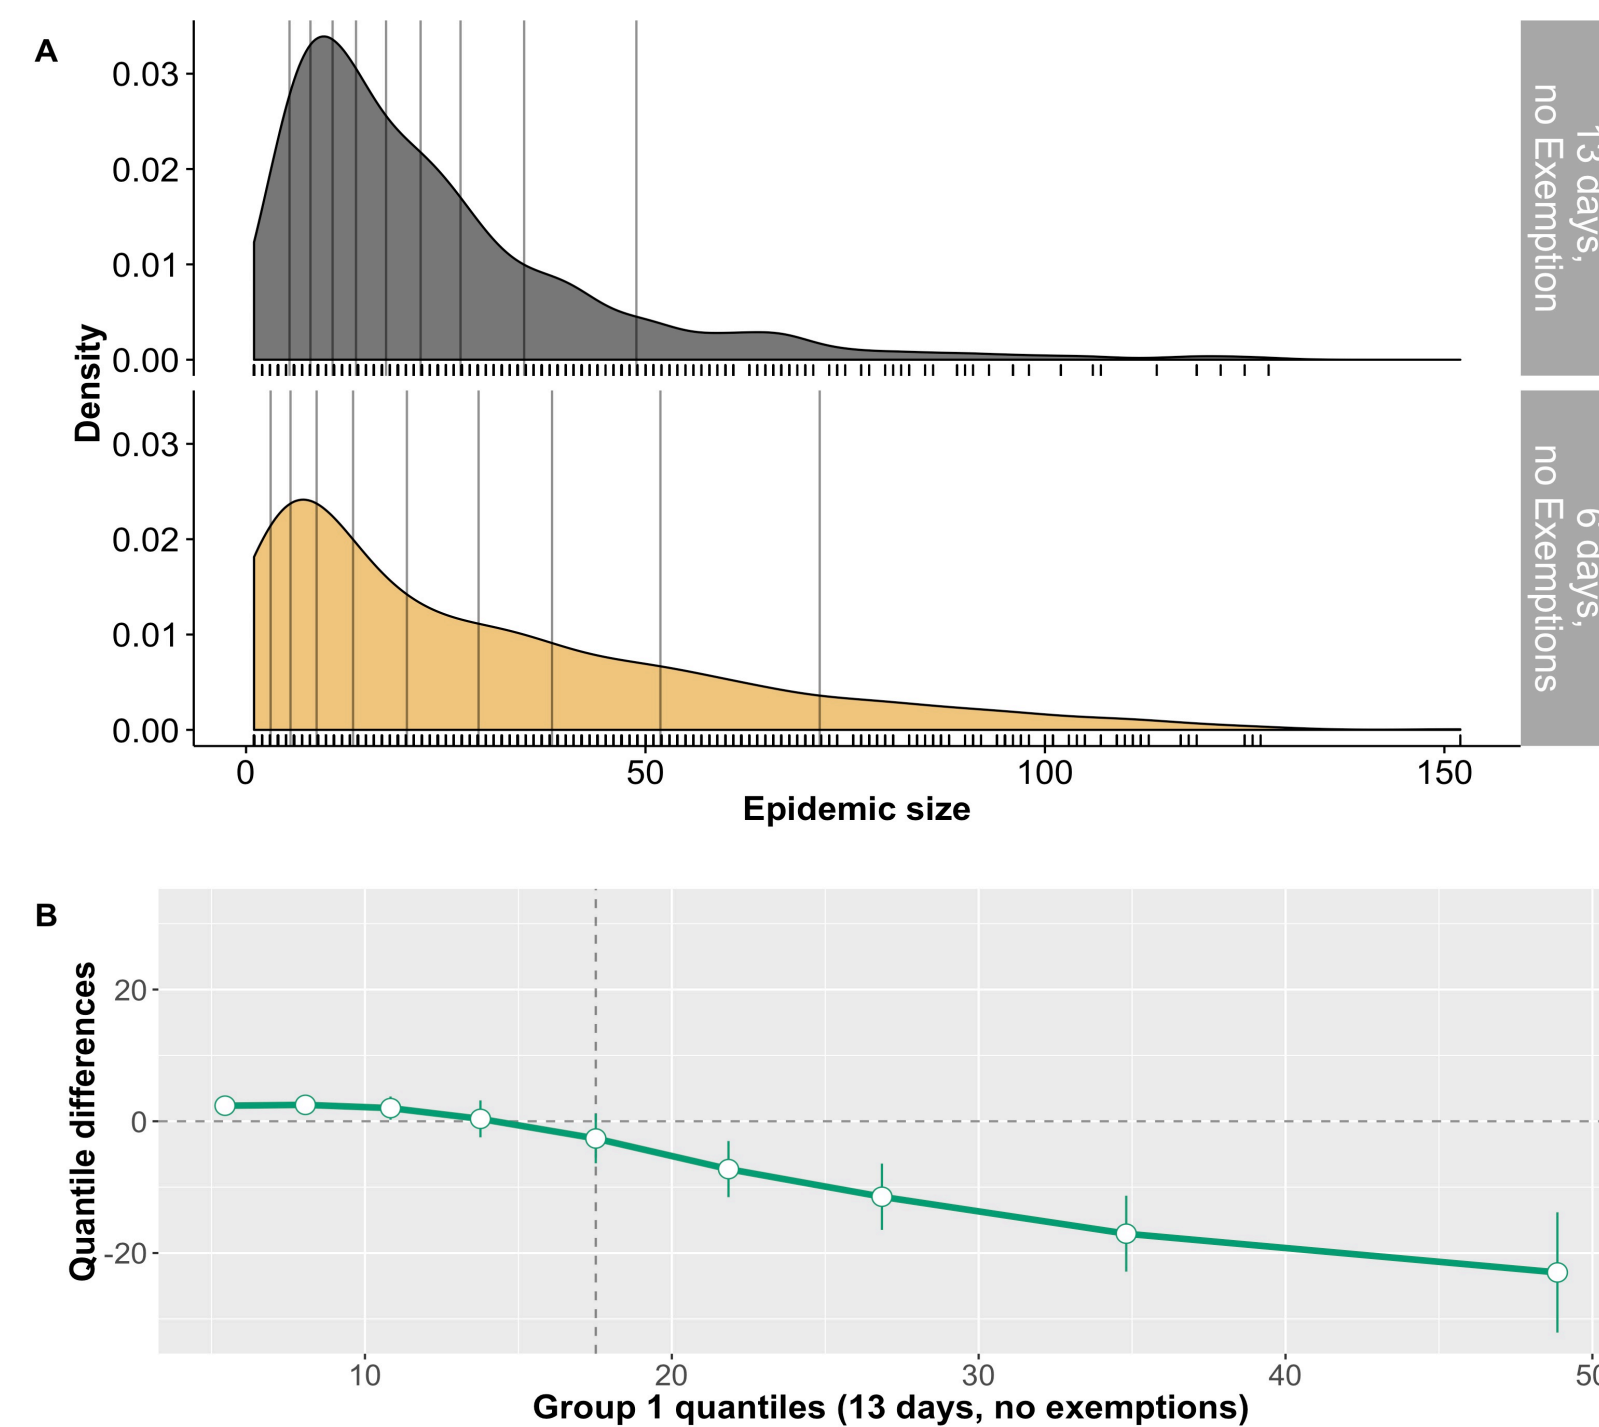 A
0.03
0.02
0.01
0.00
13 days,
no Exemption
Density
0.03
0.02
0.01
0.00
6 days,
no Exemptions
0 50 100 150
Epidemic size
B
20
0
-20
Quantile differences
10 20 30 40 50
Group 1 quantiles (13 days, no exemptions)